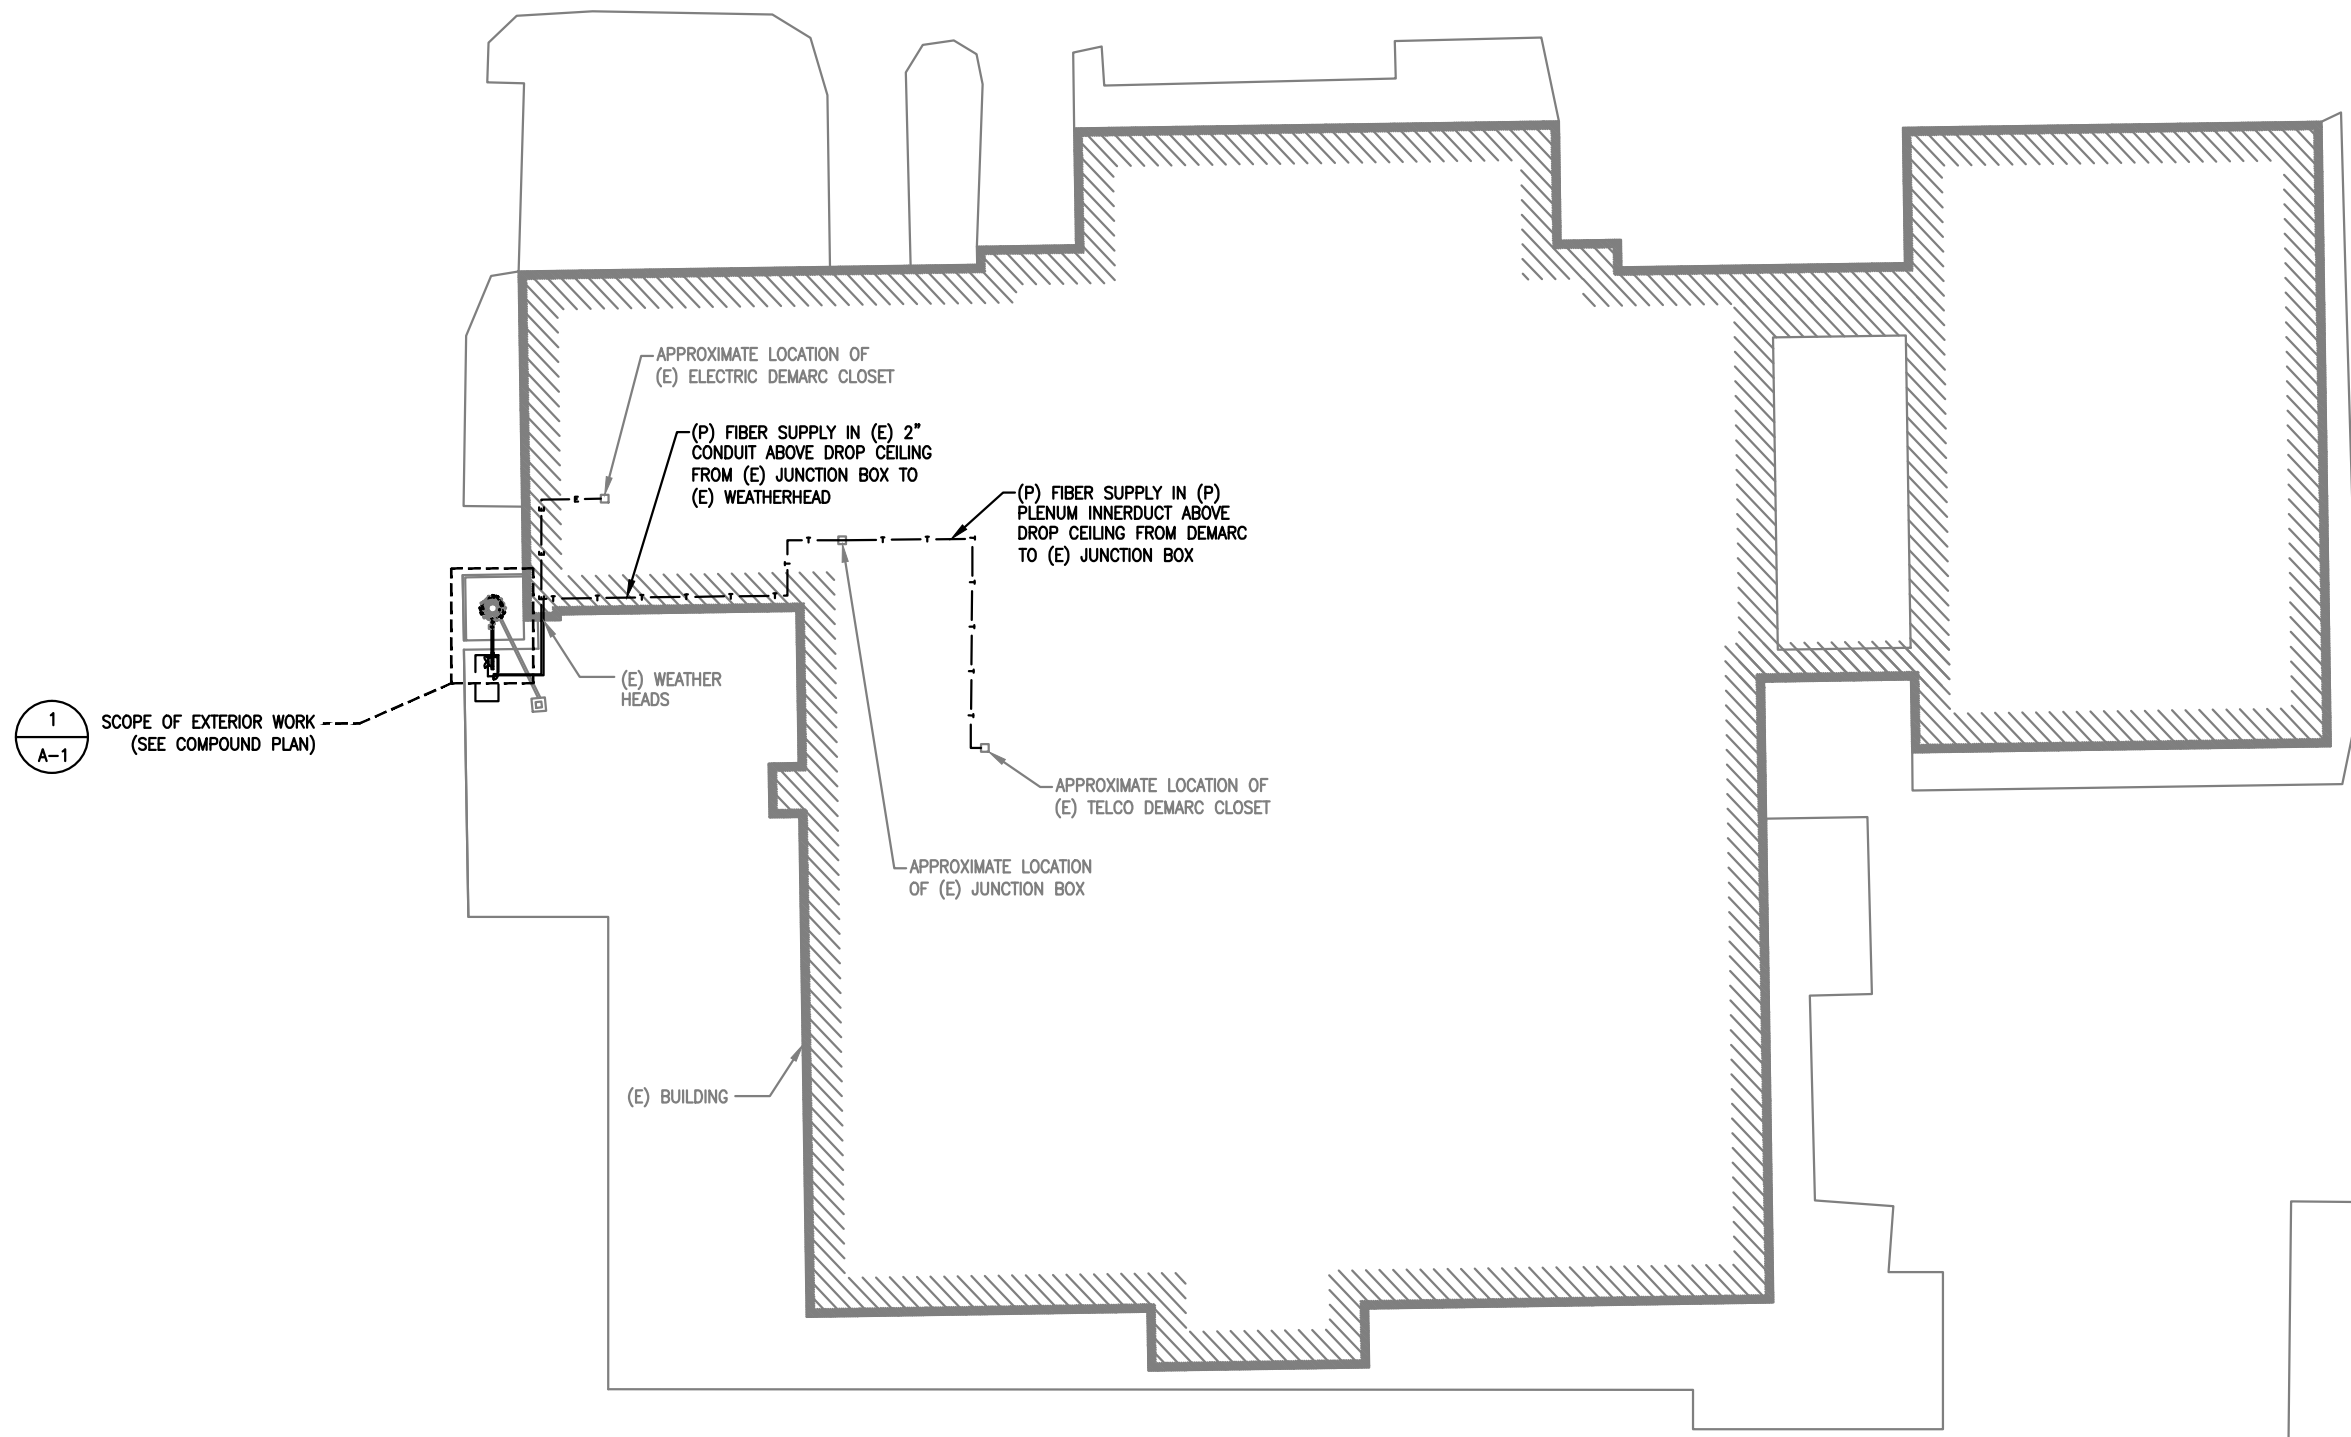 APPROXIMATE LOCATION OF
(E) ELECTRIC DEMARC CLOSET
(P) FIBER SUPPLY IN (E) 2"
CONDUIT ABOVE DROP CEILING
FROM (E) JUNCTION BOX TO
(E) WEATHERHEAD
(P) FIBER SUPPLY IN (P)
PLENUM INNERDUCT ABOVE
DROP CEILING FROM DEMARC
TO (E) JUNCTION BOX
(E) WEATHER
HEADS
1
A-1
SCOPE OF EXTERIOR WORK
(SEE COMPOUND PLAN)
APPROXIMATE LOCATION OF
(E) TELCO DEMARC CLOSET
APPROXIMATE LOCATION
OF (E) JUNCTION BOX
(E) BUILDING